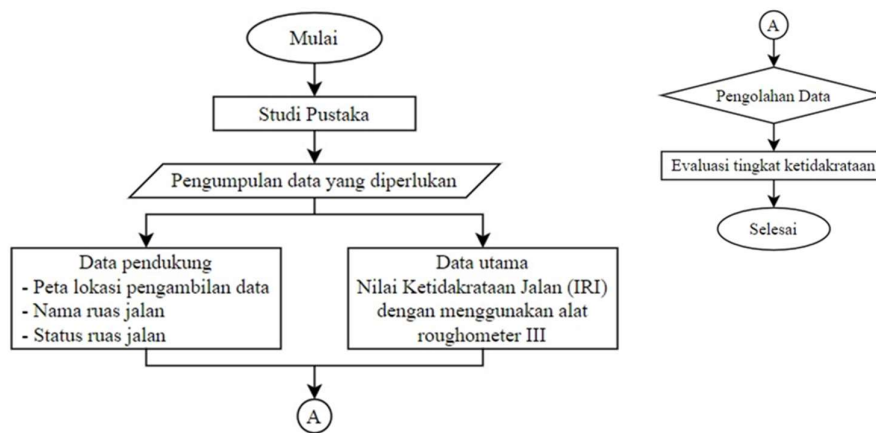 Mulai
Studi Pustaka
Pengumpulan data yang diperlukan
Data pendukung
- Peta lokasi pengambilan data
- Nama ruas jalan
- Status ruas jalan
Data utama
Nilai Ketidakrataan Jalan (IRI)
dengan menggunakan alat
roughometer III
A
A
Pengolahan Data
Evaluasi tingkat ketidakrataan
Selesai